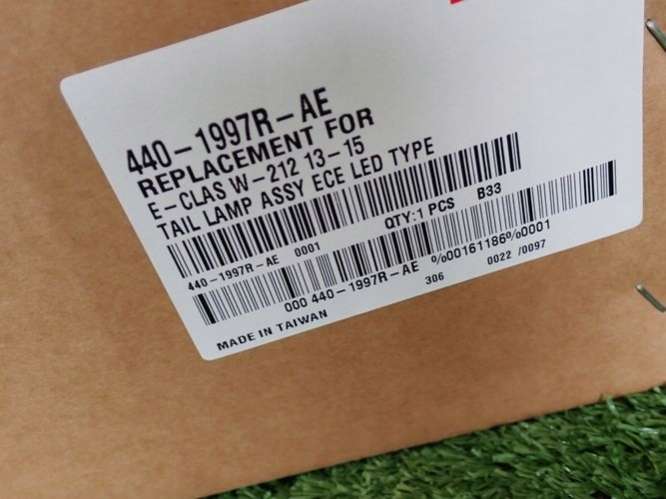 440-1997R-AE
REPLACEMENT FOR
E-CLAS W-212 13-15
TAIL LAMP ASSY ECE LED TYPE
440-1997R-AE 0001 QTY:1 PCS B33
000 440-1997R-AE %00161186%0001
MADE IN TAIWAN 306 0022 /0097